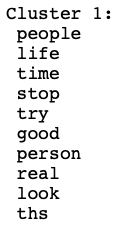 Cluster 1:
people
life
time
stop
try
good
person
real
look
ths